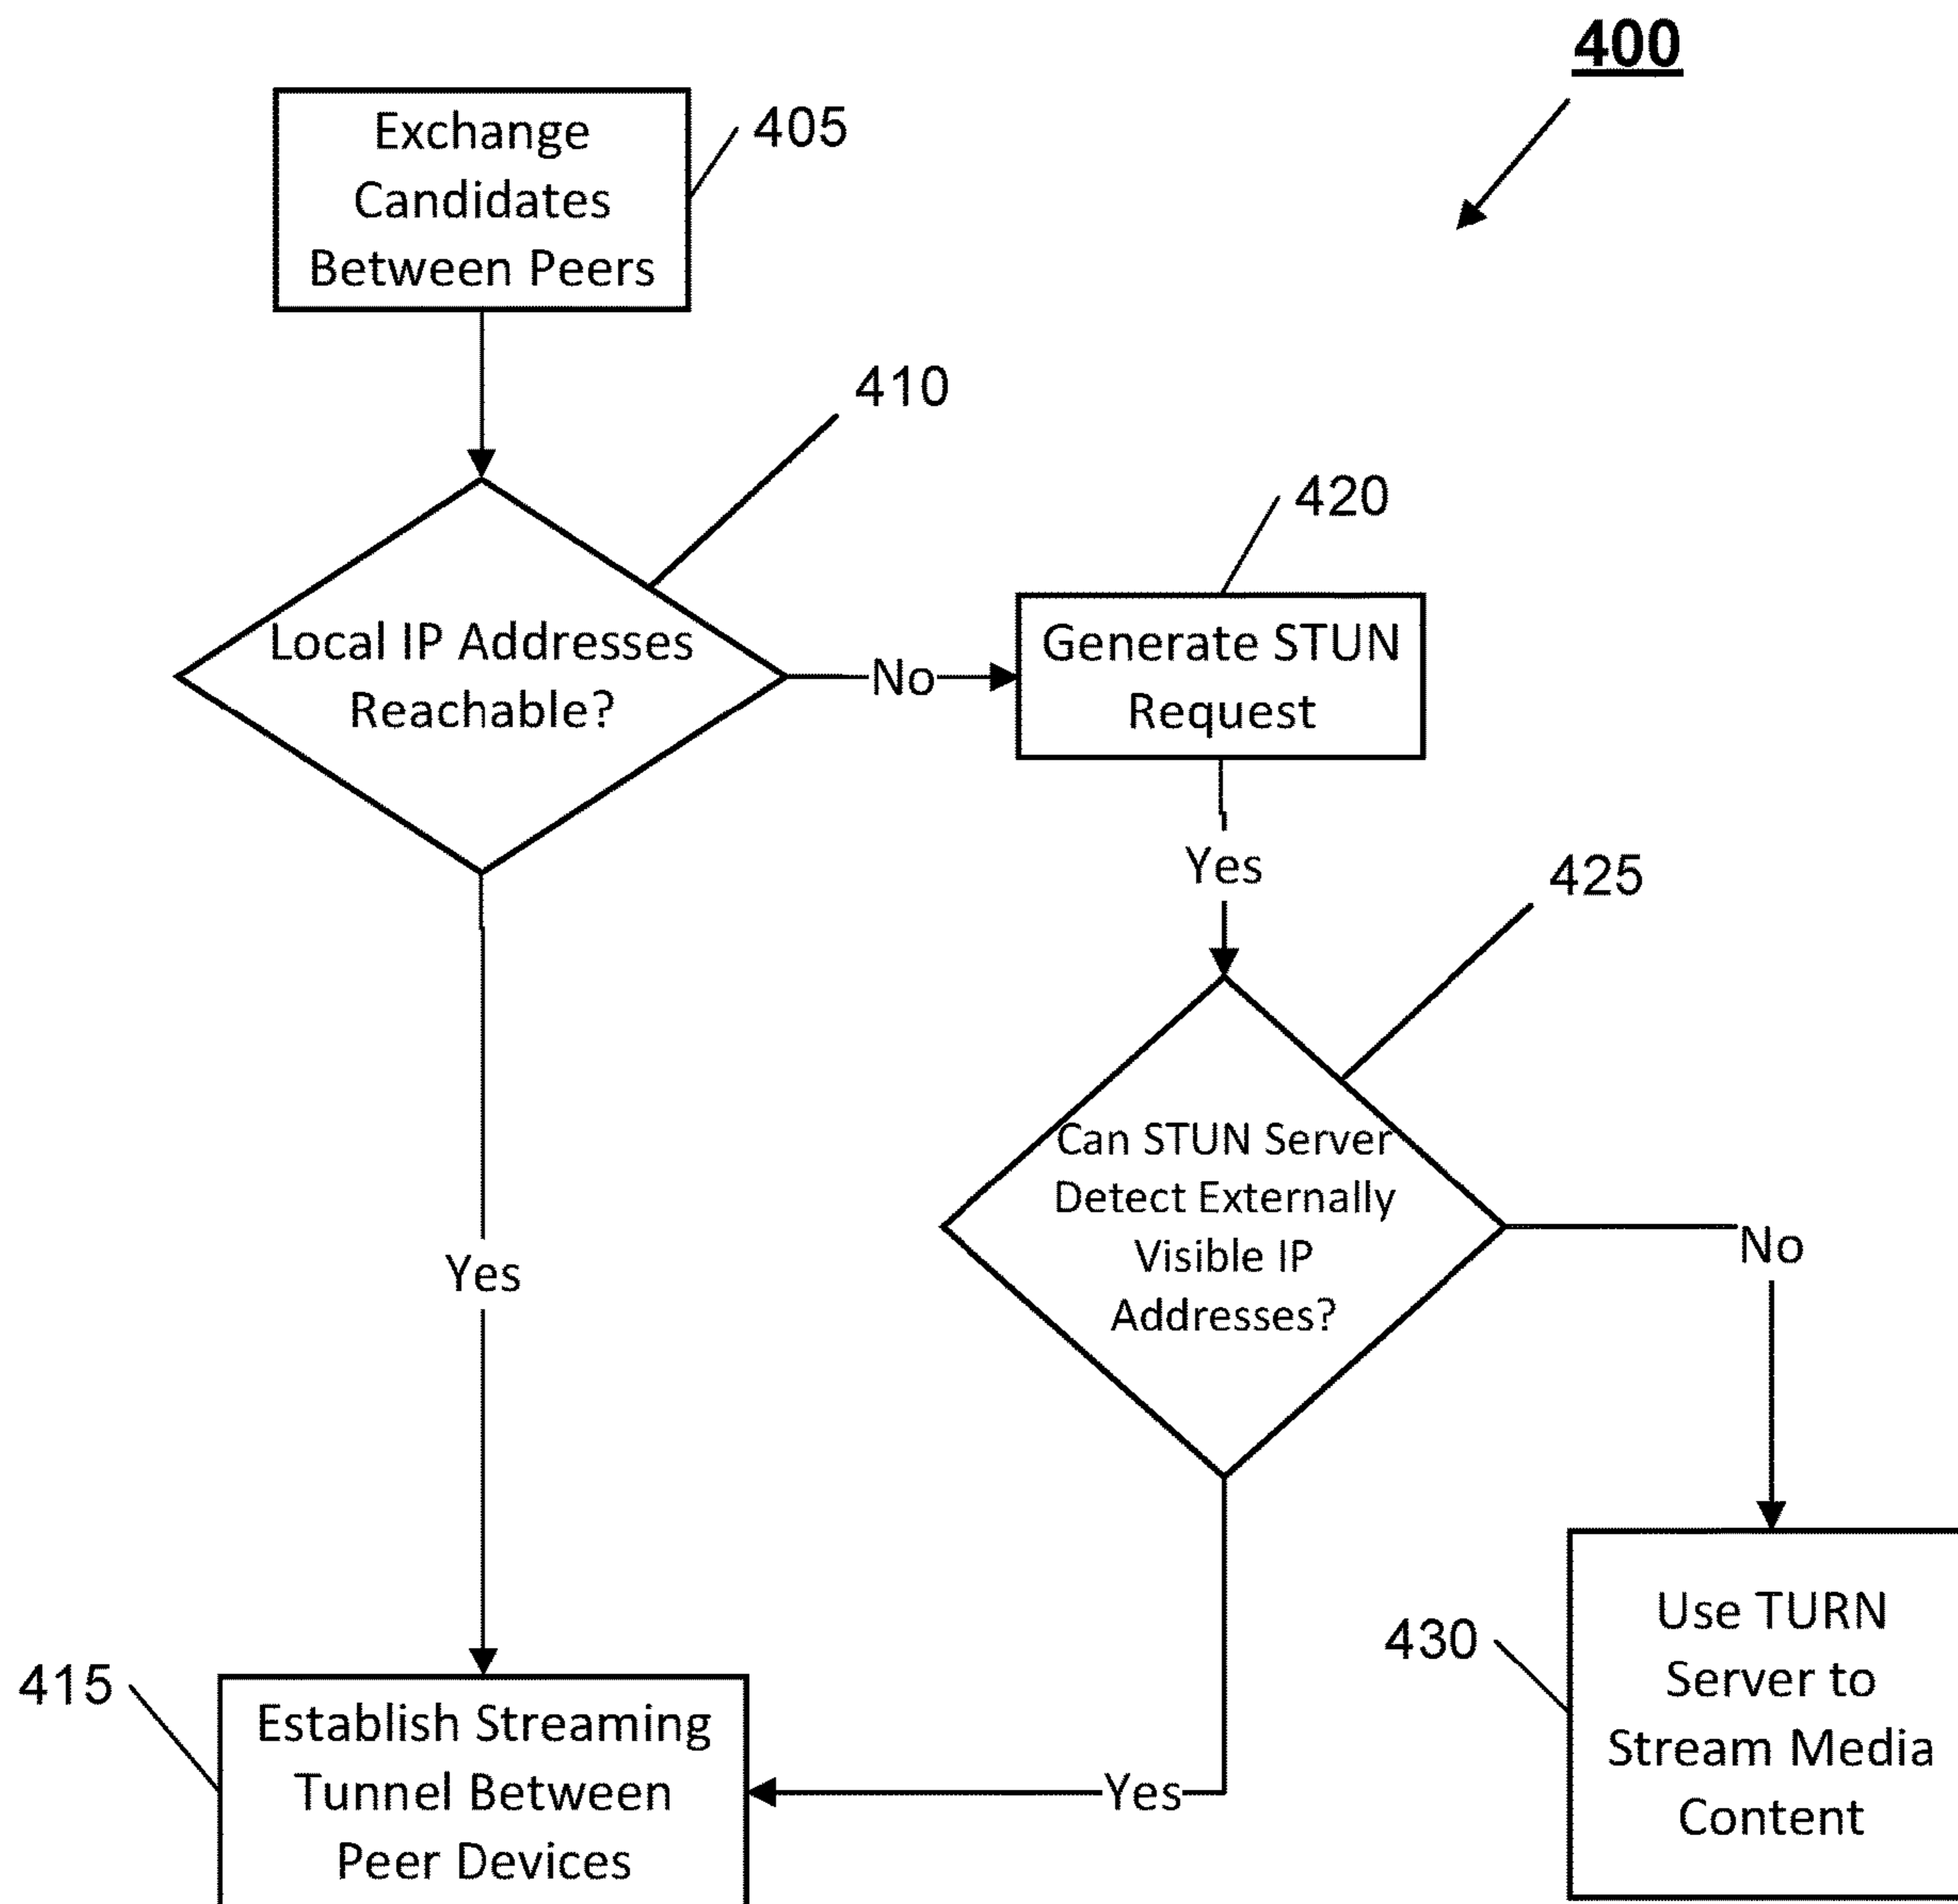 400
Exchange
Candidates
Between Peers
405
410
Local IP Addresses
Reachable?
No
420
Generate STUN
Request
Yes
425
Can STUN Server
Detect Externally
Visible IP
Addresses?
No
Yes
415
Establish Streaming
Tunnel Between
Peer Devices
Yes
430
Use TURN
Server to
Stream Media
Content